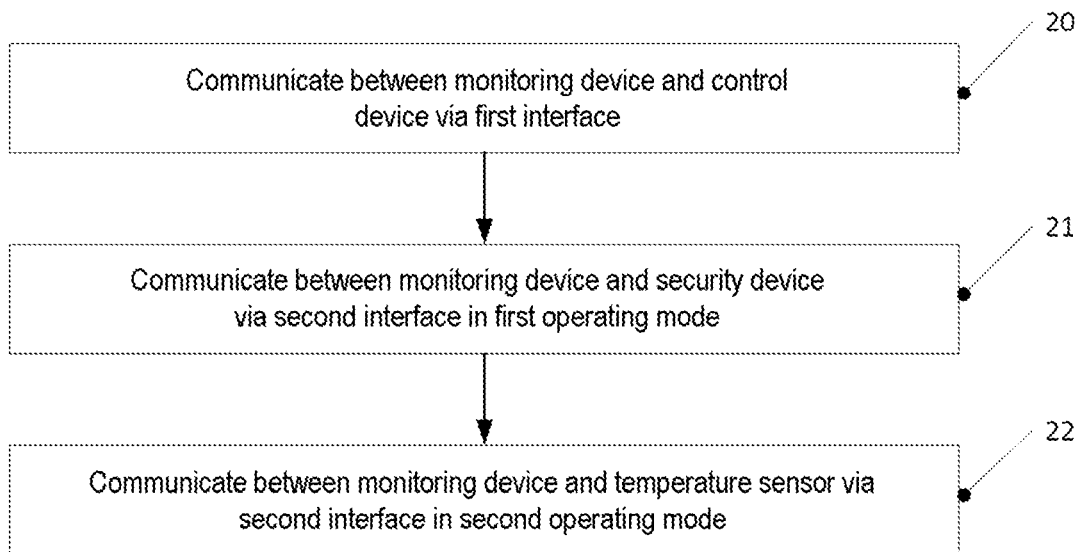 20
Communicate between monitoring device and control
device via first interface
21
Communicate between monitoring device and security device
via second interface in first operating mode
22
Communicate between monitoring device and temperature sensor via
second interface in second operating mode